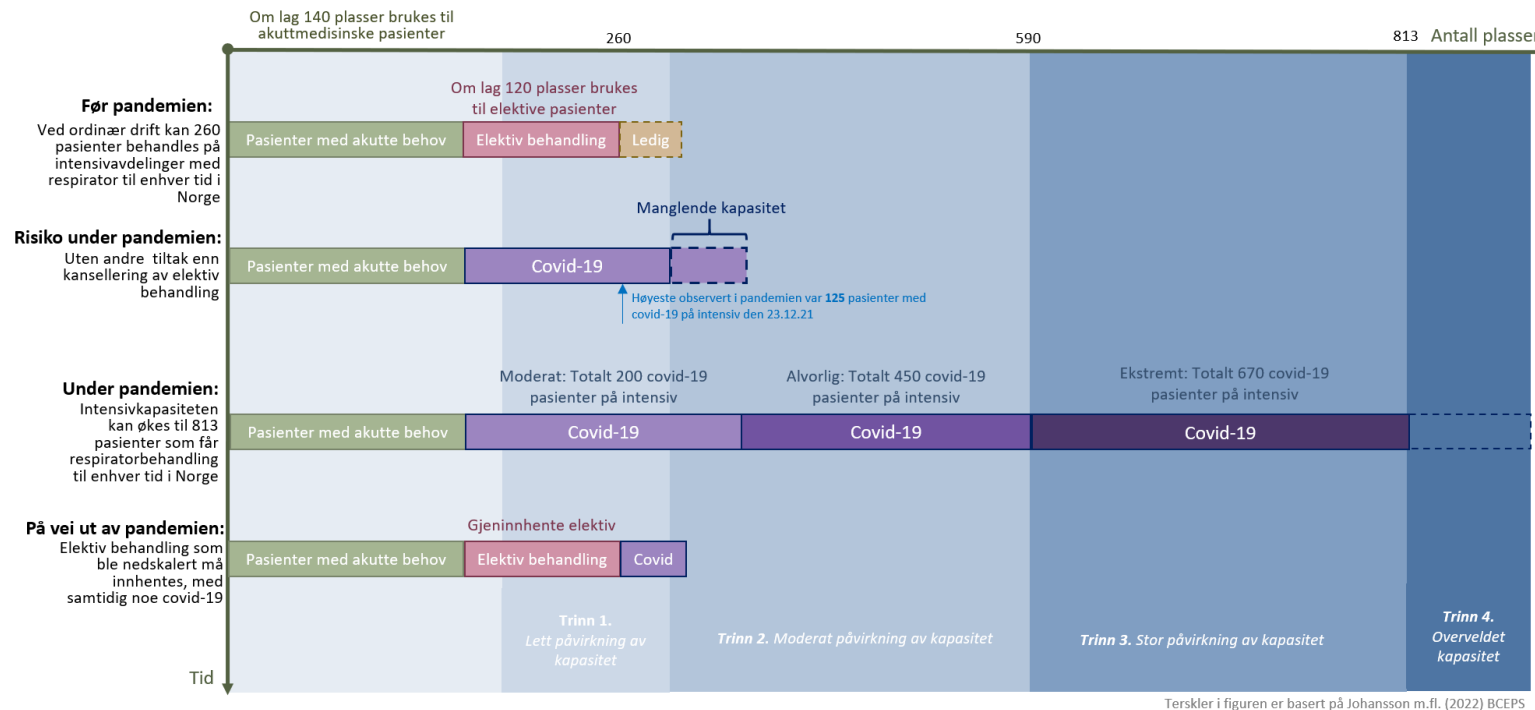 Om lag 140 plasser brukes til
akuttmedisinske pasienter
260
590
813
Antall plasser
Før pandemien:
Ved ordinær drift kan 260
pasienter behandles på
intensivavdelinger med
respirator til enhver tid i
Norge
Om lag 120 plasser brukes
til elektive pasienter
Pasienter med akutte behov
Elektiv behandling
Ledig
Manglende kapasitet
Risiko under pandemien:
Uten andre tiltak enn
kansellering av elektiv
behandling
Pasienter med akutte behov
Covid-19
Høyeste observert i pandemien var 125 pasienter med
covid-19 på intensiv den 23.12.21
Under pandemien:
Intensivkapasiteten
kan økes til 813
pasienter som får
respiratorbehandling
til enhver tid i Norge
Moderat: Totalt 200 covid-19
pasienter på intensiv
Alvorlig: Totalt 450 covid-19
pasienter på intensiv
Ekstremt: Totalt 670 covid-19
pasienter på intensiv
Pasienter med akutte behov
Covid-19
Covid-19
Covid-19
På vei ut av pandemien:
Elektiv behandling som
ble nedskalert må
innhentes, med
samtidig noe covid-19
Gjeninnhente elektiv
Pasienter med akutte behov
Elektiv behandling
Covid
Trinn 1.
Lett påvirkning av
kapasitet
Trinn 2. Moderat påvirkning av kapasitet
Trinn 3. Stor påvirkning av kapasitet
Trinn 4.
Overveldet
kapasitet
Tid
Terskler i figuren er basert på Johansson m.fl. (2022) BCEPS